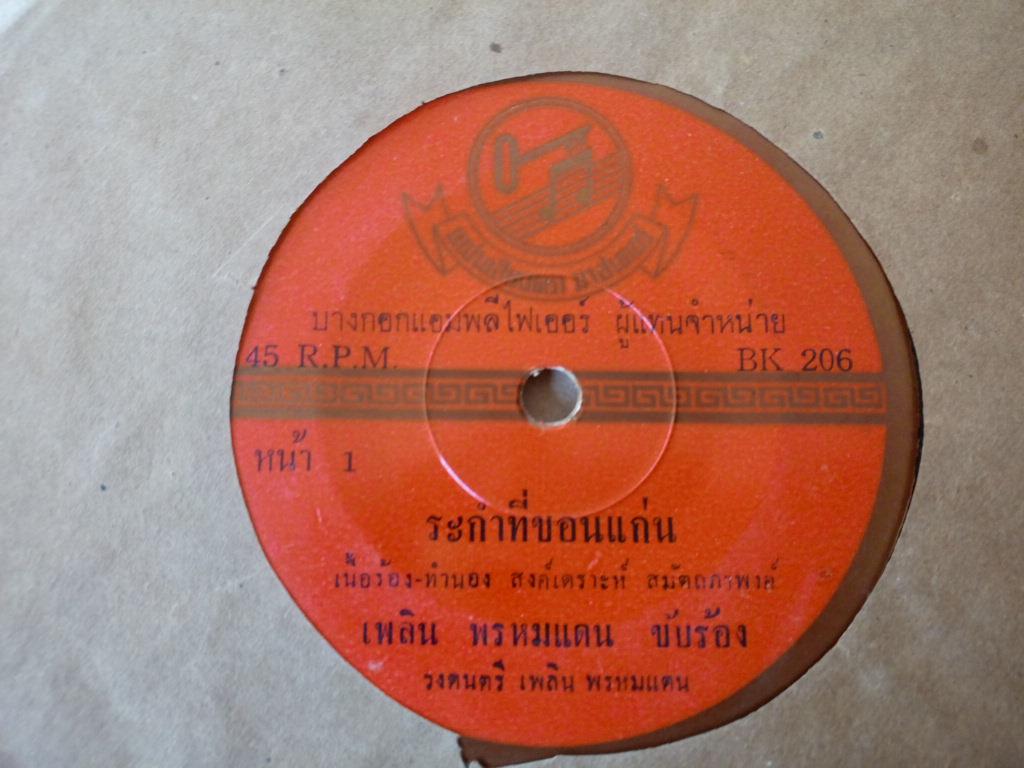 บางกอกแอมพลีไฟเออร์ ผู้แทนจำหน่าย
45 R.P.M. BK 206
หน้า 1
ระกำที่ขอนแก่น
เนื้อร้อง-ทำนอง สงค์เคราะห์ สมัตถภาพงค์
เพลิน พรหมแดน ขับร้อง
วงดนตรี เพลิน พรหมแดน